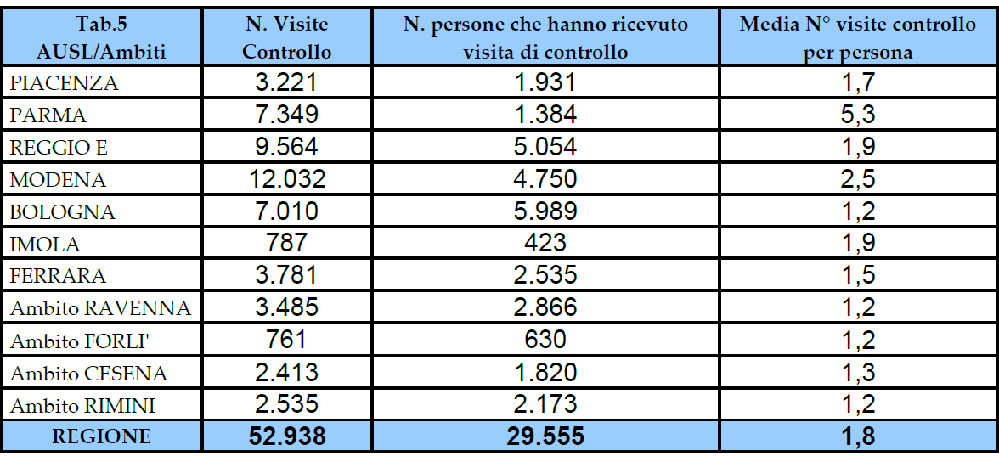 Tab.5 N. Visite N. persone che hanno ricevuto Media N° visite controllo
AUSL/Ambiti Controllo visita di controllo per persona
PIACENZA 3.221 1.931 1,7
PARMA 7.349 1.384 5,3
REGGIO E 9.564 5.054 1,9
MODENA 12.032 4.750 2,5
BOLOGNA 7.010 5.989 1,2
IMOLA 787 423 1,9
FERRARA 3.781 2.535 1,5
Ambito RAVENNA 3.485 2.866 1,2
Ambito FORLI' 761 630 1,2
Ambito CESENA 2.413 1.820 1,3
Ambito RIMINI 2.535 2.173 1,2
REGIONE 52.938 29.555 1,8